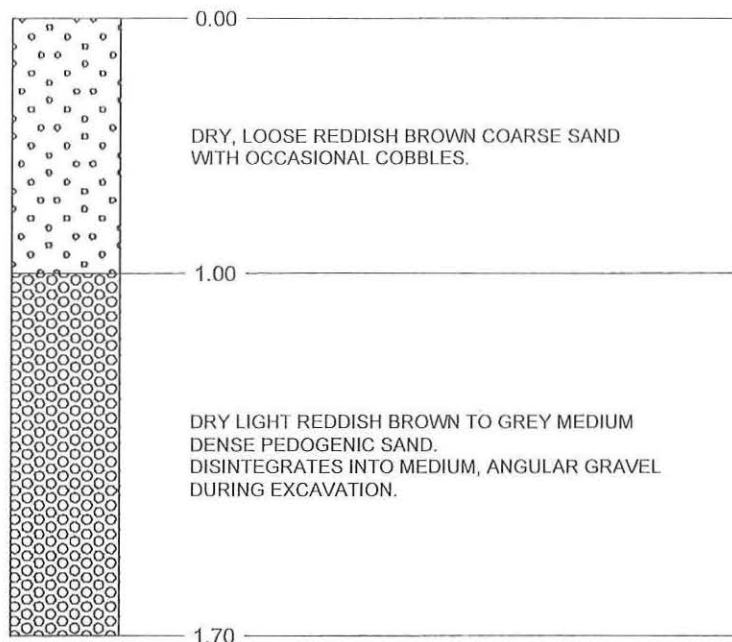 0.00
DRY, LOOSE REDDISH BROWN COARSE SAND
WITH OCCASIONAL COBBLES.
1.00
DRY LIGHT REDDISH BROWN TO GREY MEDIUM
DENSE PEDOGENIC SAND.
DISINTEGRATES INTO MEDIUM, ANGULAR GRAVEL
DURING EXCAVATION.
1.70